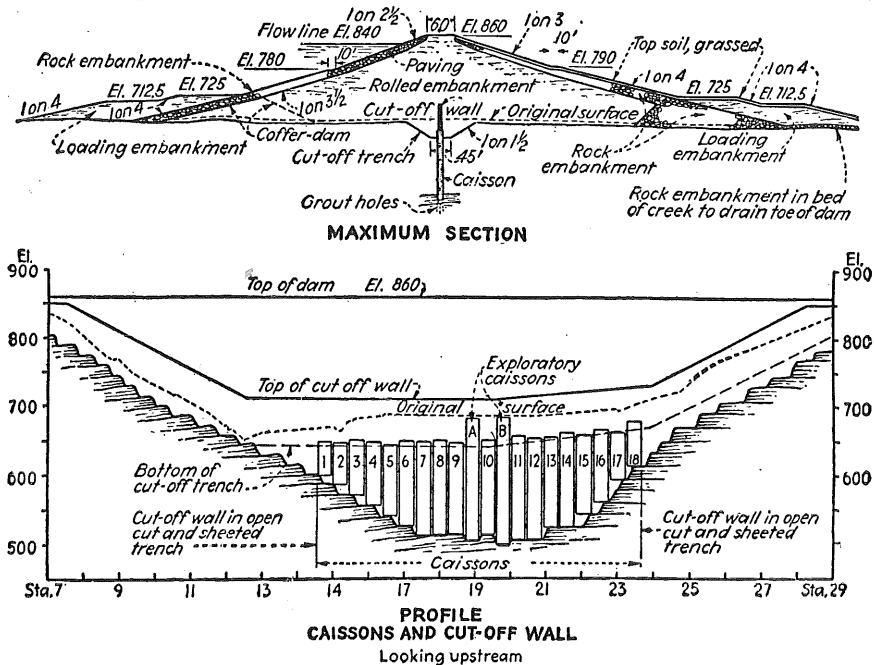 1 on 2½
60'
El. 860
1 on 3
Flow line El. 840
10'
10'
El. 790
Top soil, grassed
El. 780
Rock embankment
Paving
Rolled embankment
1 on 4
El. 725
1 on 4
El. 712.5
El. 725
El. 712.5
1 on 4
1 on 4
1 on 3½
Cut-off wall
Original surface
Coffer-dam
Loading embankment
Cut-off trench
1 on 1½
45'
Caisson
Rock
embankment
Loading
embankment
Grout holes
Rock embankment in bed
of creek to drain toe of dam
MAXIMUM SECTION
El.
900
800
700
600
500
El.
900
800
700
600
Top of dam El. 860
Exploratory
caissons
Top of cut off wall
Original surface
A B
1 2 3 4 5 6 7 8 9 10 11 12 13 14 15 16 17 18
Bottom of
cut-off trench
Cut-off wall in open
cut and sheeted
trench
Cut-off wall in open
cut and sheeted
trench
Caissons
Sta. 7 9 11 13 15 17 19 21 23 25 27 Sta. 29
PROFILE
CAISSONS AND CUT-OFF WALL
Looking upstream